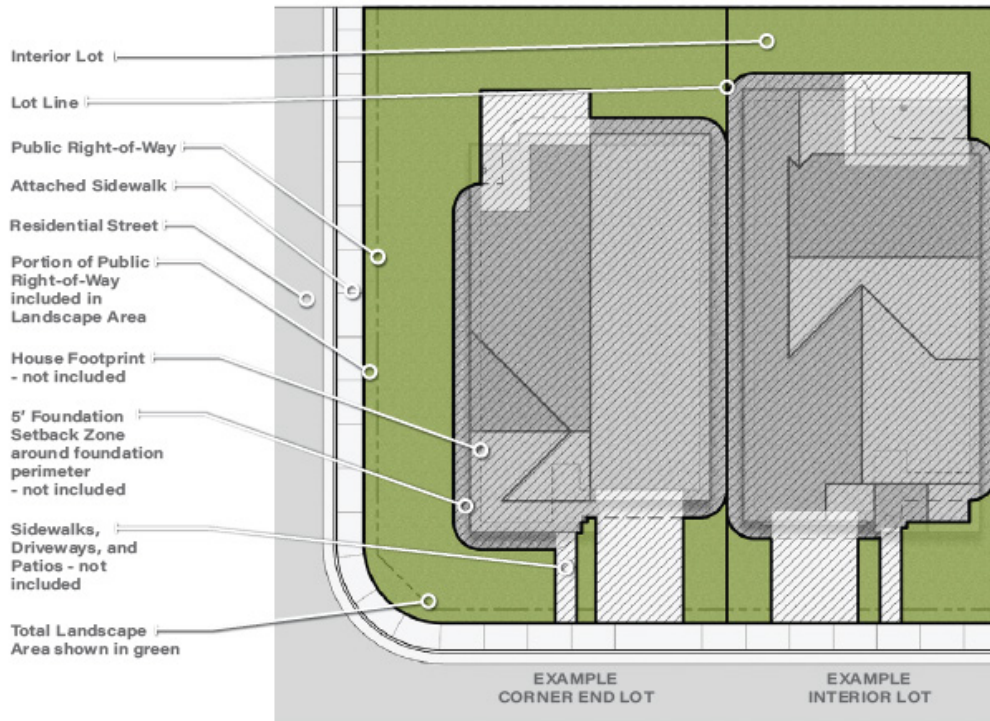 Interior Lot
Lot Line
Public Right-of-Way
Attached Sidewalk
Residential Street
Portion of Public
Right-of-Way
included in
Landscape Area
House Footprint
- not included
5' Foundation
Setback Zone
around foundation
perimeter
- not included
Sidewalks,
Driveways, and
Patios - not
included
Total Landscape
Area shown in green
EXAMPLE
CORNER END LOT
EXAMPLE
INTERIOR LOT